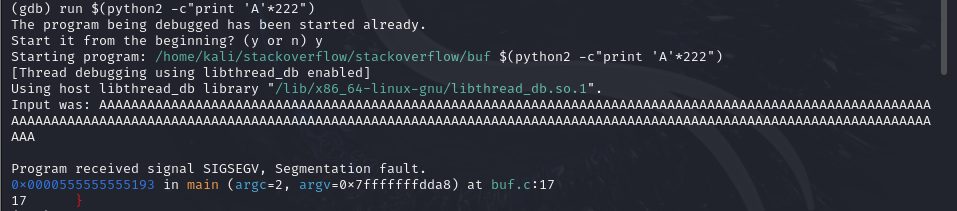 (gdb) run $(python2 -c"print 'A'*222")
The program being debugged has been started already.
Start it from the beginning? (y or n) y
Starting program: /home/kali/stackoverflow/stackoverflow/buf $(python2 -c"print 'A'*222")
[Thread debugging using libthread_db enabled]
Using host libthread_db library "/lib/x86_64-linux-gnu/libthread_db.so.1".
Input was: AAAAAAAAAAAAAAAAAAAAAAAAAAAAAAAAAAAAAAAAAAAAAAAAAAAAAAAAAAAAAAAAAAAAAAAAAAAAAAAAAAAAAAAAAAAAAAAAAAAAAAAA
AAAAAAAAAAAAAAAAAAAAAAAAAAAAAAAAAAAAAAAAAAAAAAAAAAAAAAAAAAAAAAAAAAAAAAAAAAAAAAAAAAAAAAAAAAAAAAAAAAAAAAAAAAAAAAAAAAA
AAA
Program received signal SIGSEGV, Segmentation fault.
0x0000555555555193 in main (argc=2, argv=0x7fffffffdda8) at buf.c:17
17      }